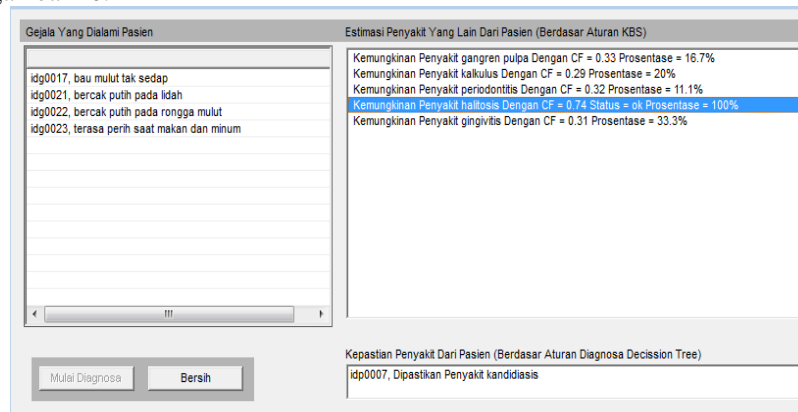 Gejala Yang Dialami Pasien
idg0017, bau mulut tak sedap
idg0021, bercak putih pada lidah
idg0022, bercak putih pada rongga mulut
idg0023, terasa perih saat makan dan minum
Mulai Diagnosa
Bersih
Estimasi Penyakit Yang Lain Dari Pasien (Berdasar Aturan KBS)
Kemungkinan Penyakit gangren pulpa Dengan CF = 0.33 Prosentase = 16.7%
Kemungkinan Penyakit kalkulus Dengan CF = 0.29 Prosentase = 20%
Kemungkinan Penyakit periodontitis Dengan CF = 0.32 Prosentase = 11.1%
Kemungkinan Penyakit halitosis Dengan CF = 0.74 Status = ok Prosentase = 100%
Kemungkinan Penyakit gingivitis Dengan CF = 0.31 Prosentase = 33.3%
Kepastian Penyakit Dari Pasien (Berdasar Aturan Diagnosa Decission Tree)
idp0007, Dipastikan Penyakit kandidiasis